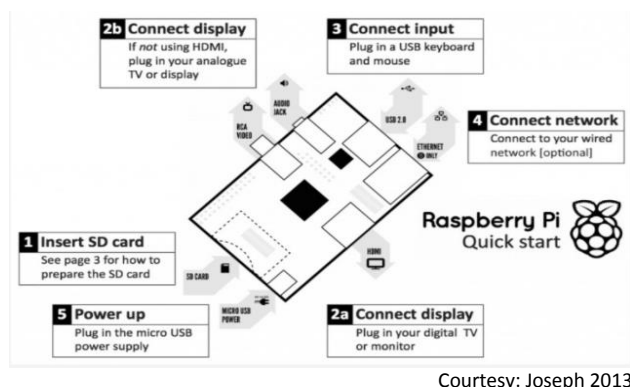 2b Connect display
If not using HDMI,
plug in your analogue
TV or display
3 Connect input
Plug in a USB keyboard
and mouse
AUDIO
JACK
RCA
VIDEO
USB 2.0
ETHERNET
ONLY
4 Connect network
Connect to your wired
network [optional]
Raspberry Pi
Quick start
1 Insert SD card
See page 3 for how to
prepare the SD card
SD CARD
HDMI
MICRO USB
POWER
5 Power up
Plug in the micro USB
power supply
2a Connect display
Plug in your digital TV
or monitor
Courtesy: Joseph 2013